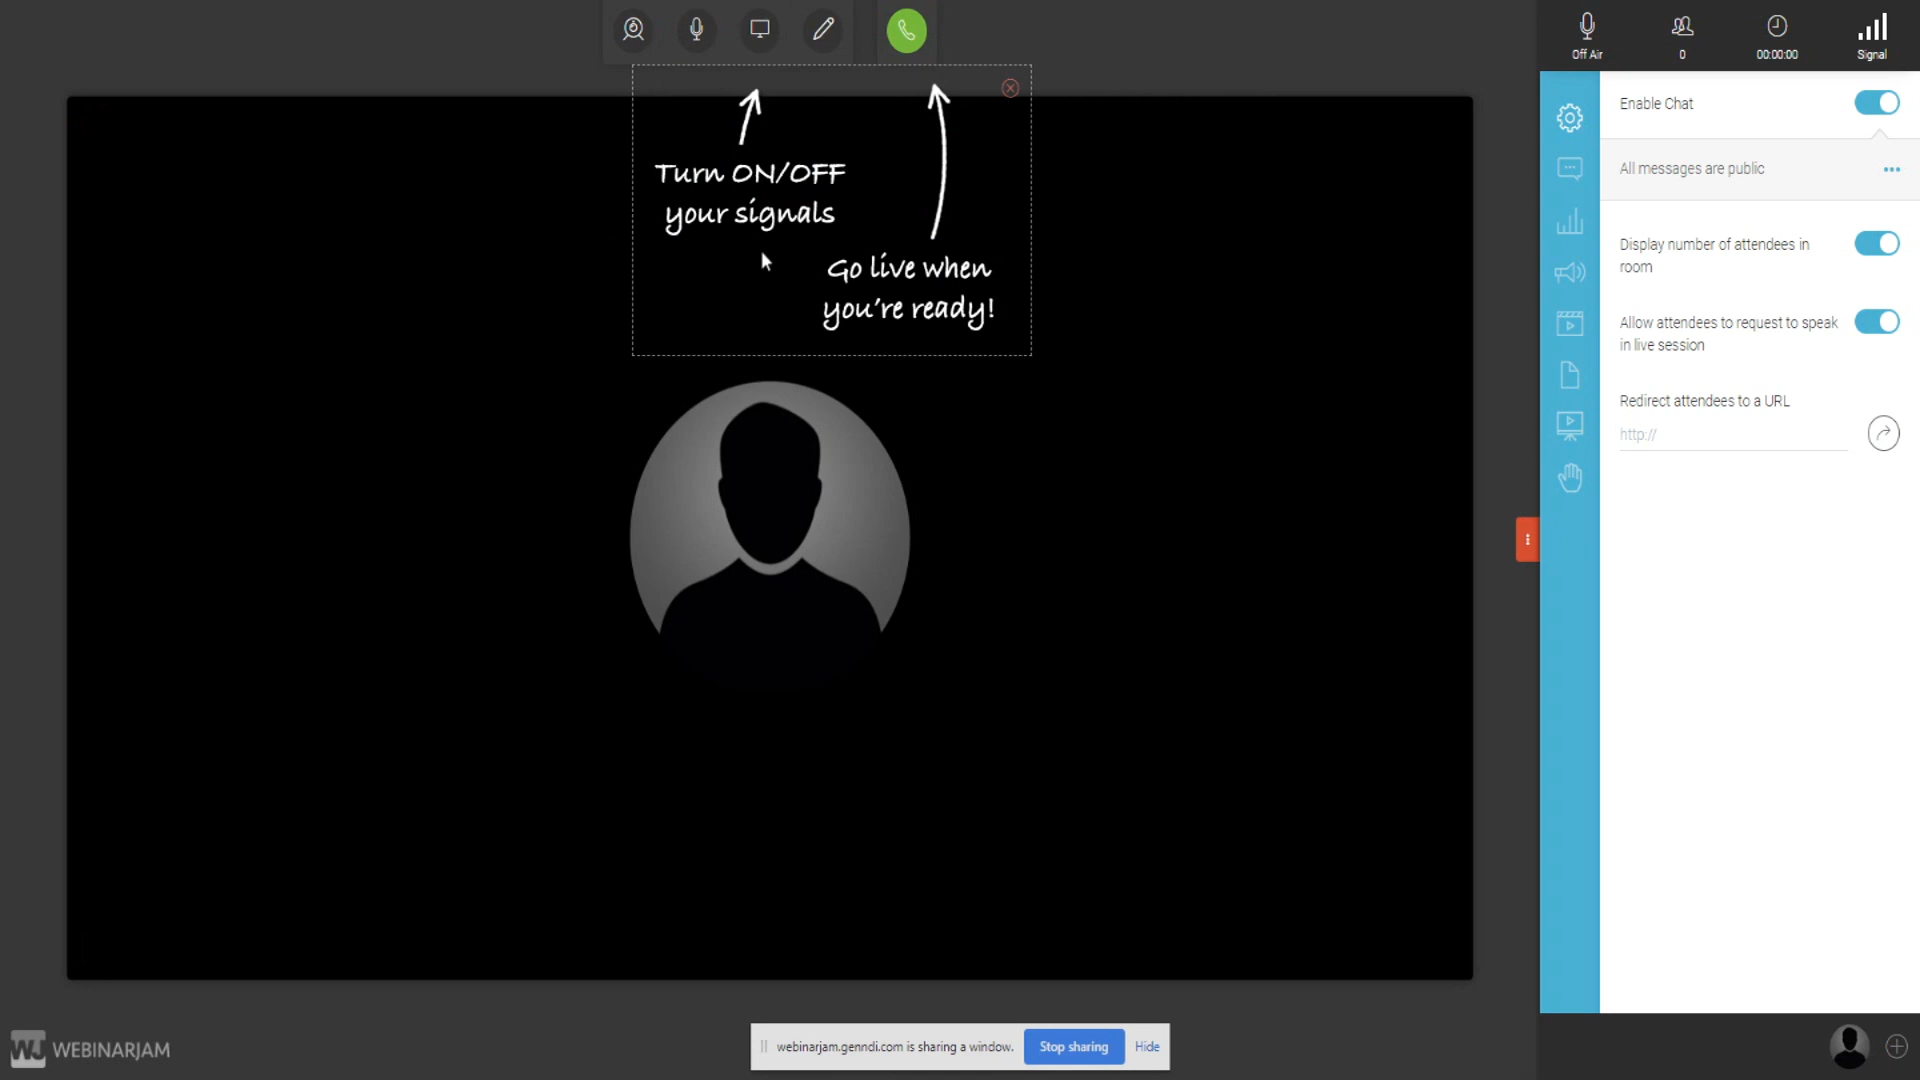 Off Air
0
00:00:00
Signal
Turn ON/OFF
your signals
Go live when
you're ready!
Enable Chat
All messages are public
Display number of attendees in
room
Allow attendees to request to speak
in live session
Redirect attendees to a URL
http://
WJ WEBINARJAM
webinarjam.genndi.com is sharing a window. Stop sharing Hide